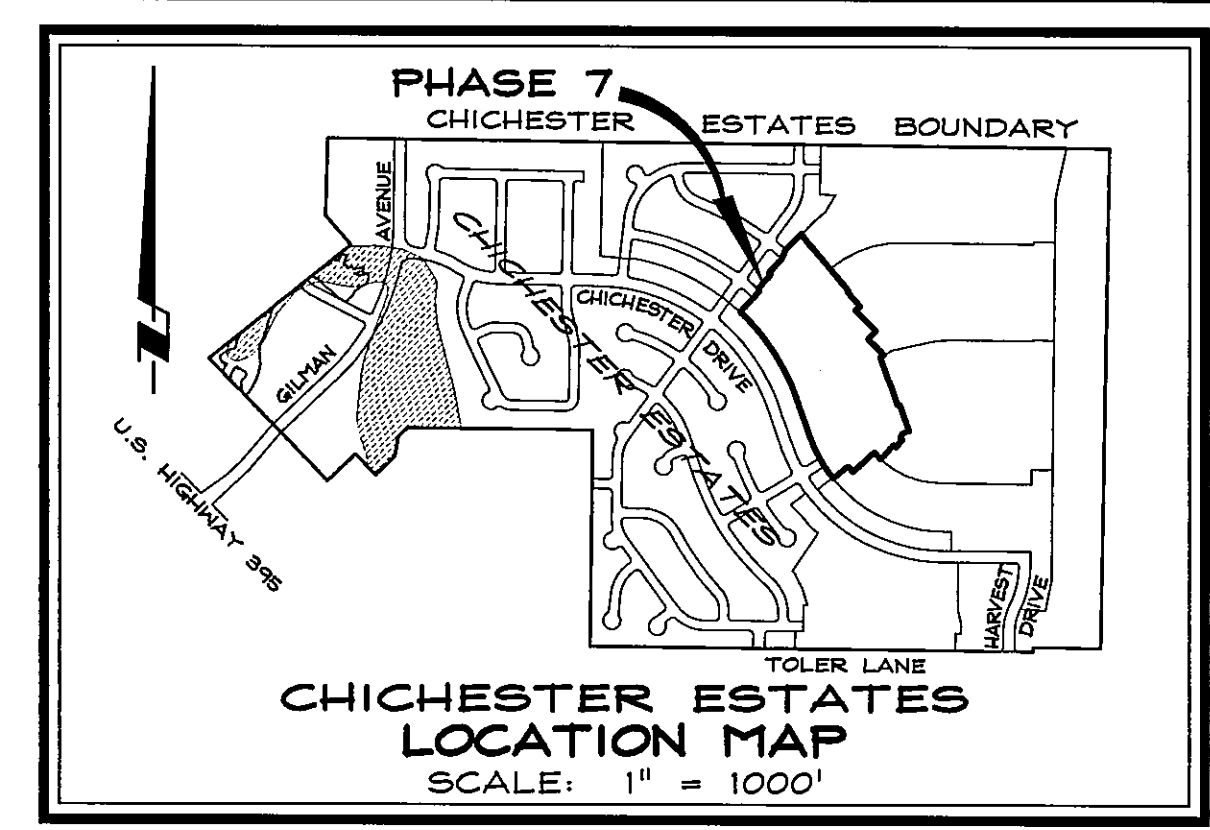 PHASE 7
CHICHESTER ESTATES BOUNDARY
AVENUE
CHICHESTER ESTATES
CHICHESTER
DRIVE
GILMAN
U.S. HIGHWAY 395
HARVEST
DRIVE
TOLER LANE
CHICHESTER ESTATES
LOCATION MAP
SCALE: 1" = 1000'